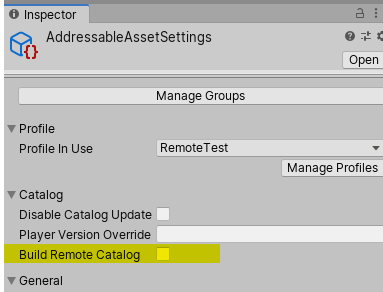 Inspector
AddressableAssetSettings
Open
Manage Groups
Profile
Profile In Use RemoteTest
Manage Profiles
Catalog
Disable Catalog Update
Player Version Override
Build Remote Catalog
General